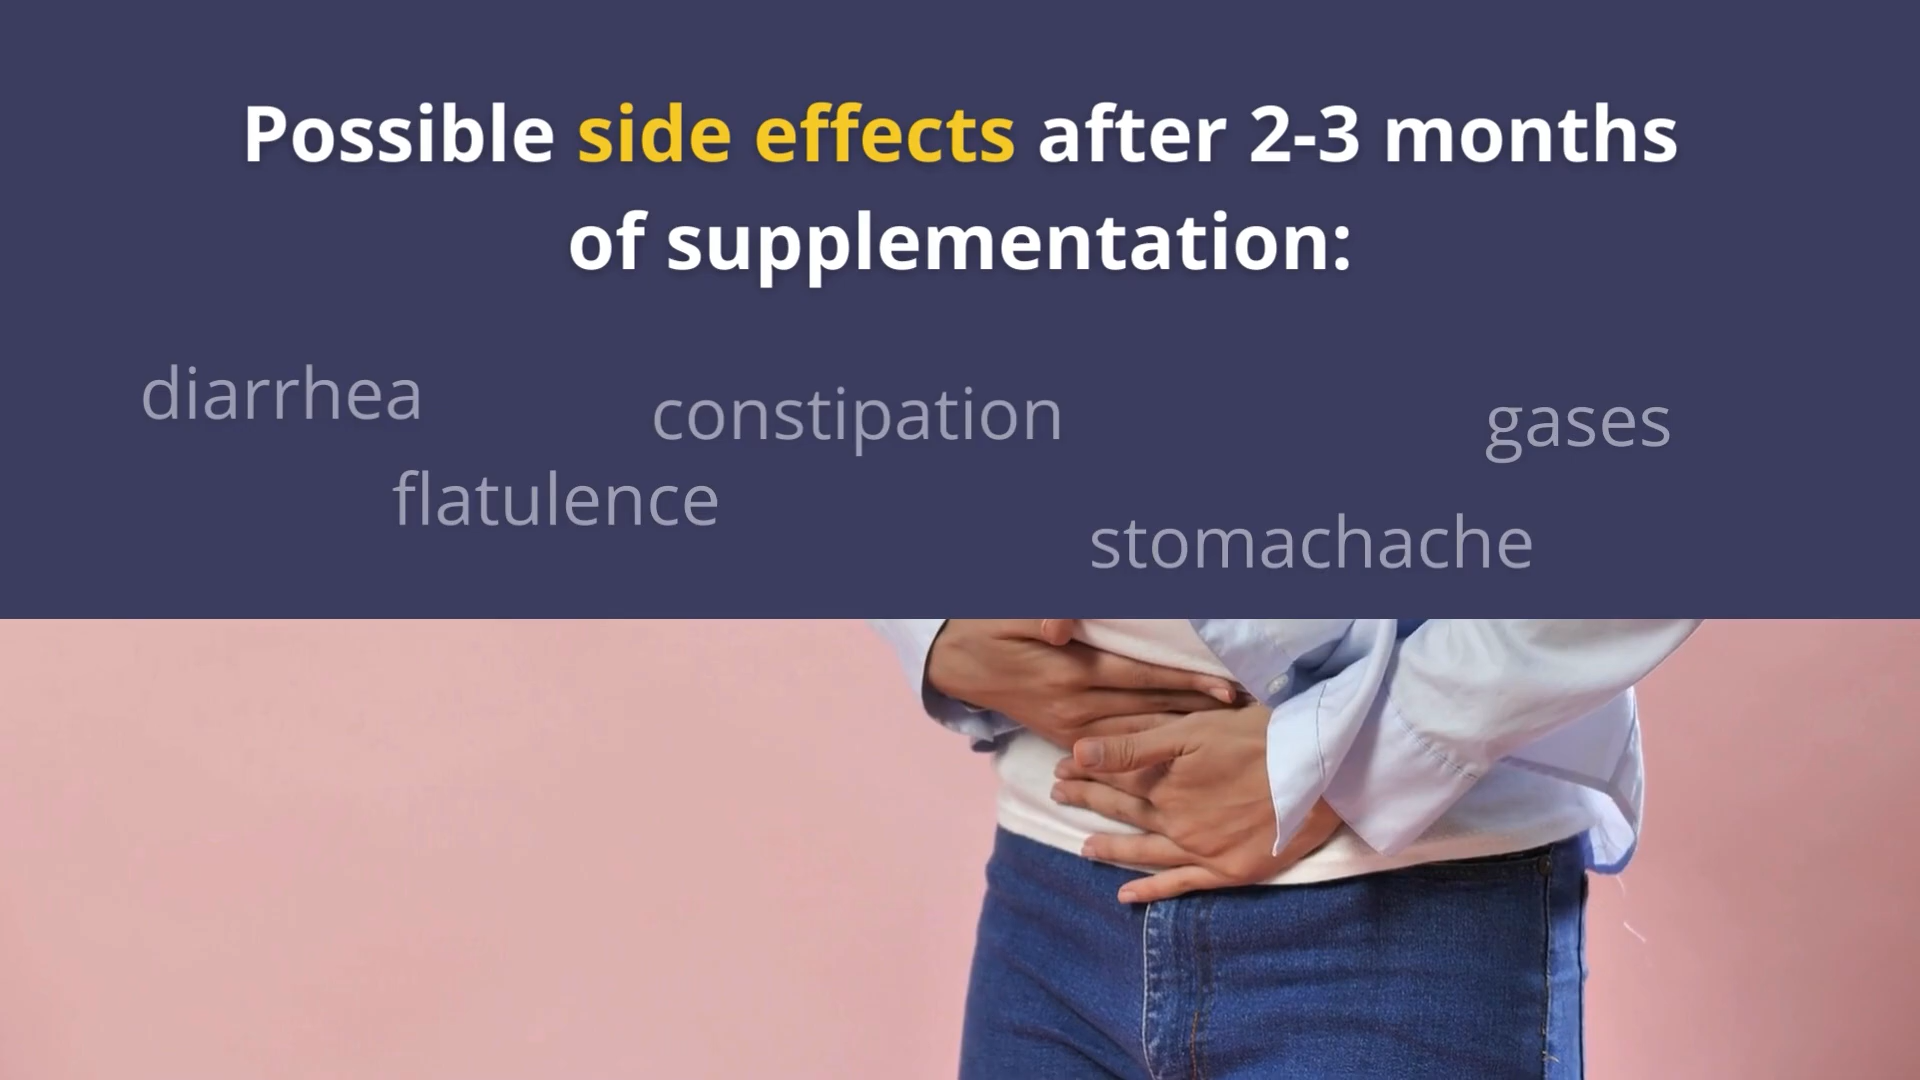 Possible side effects after 2-3 months
of supplementation:
diarrhea
constipation
gases
flatulence
stomachache